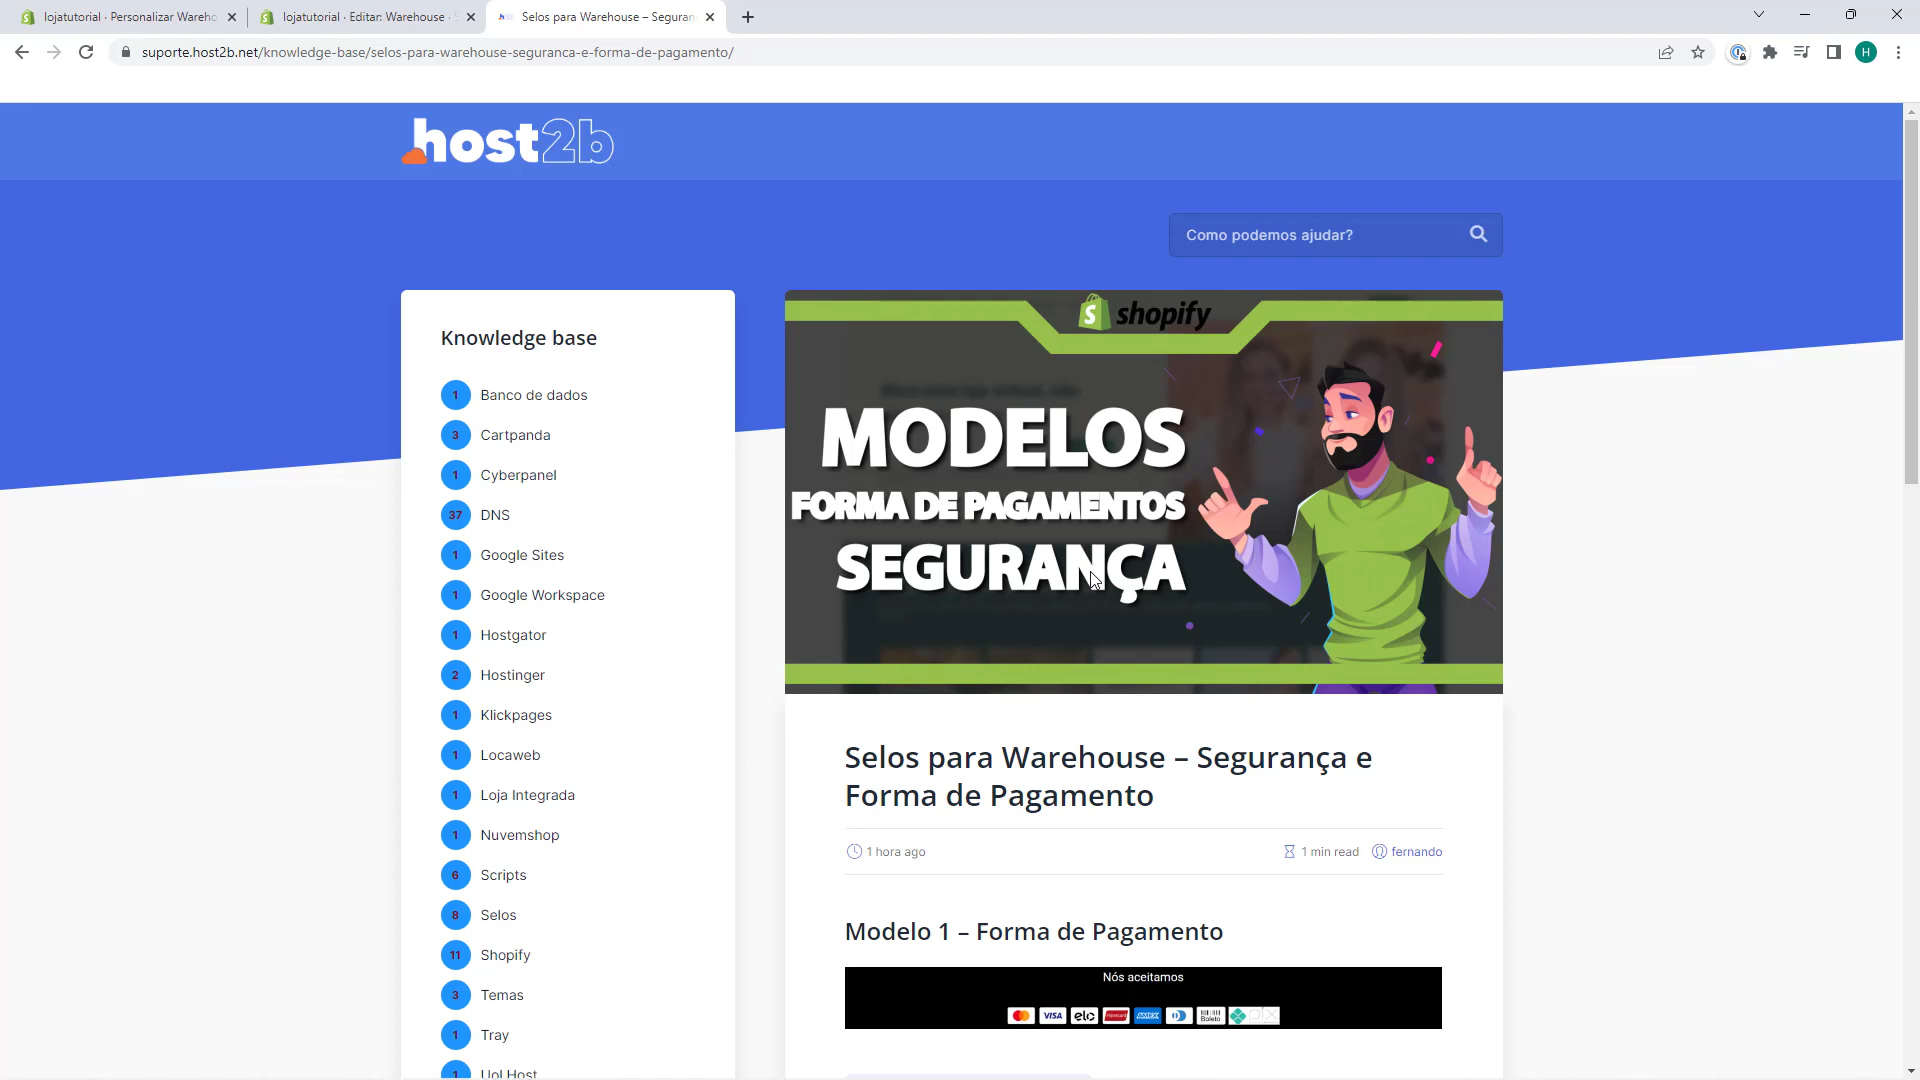 lojatutorial · Personalizar Wareho
lojatutorial · Editar: Warehouse · S
Selos para Warehouse – Seguran
suporte.host2b.net/knowledge-base/selos-para-warehouse-seguranca-e-forma-de-pagamento/
H
host2b
Como podemos ajudar?
Knowledge base
1 Banco de dados
3 Cartpanda
1 Cyberpanel
37 DNS
1 Google Sites
1 Google Workspace
1 Hostgator
2 Hostinger
1 Klickpages
1 Locaweb
1 Loja Integrada
1 Nuvemshop
6 Scripts
8 Selos
11 Shopify
3 Temas
1 Tray
1 Uol Host
shopify
MODELOS
FORMA DE PAGAMENTOS
SEGURANÇA
Selos para Warehouse – Segurança e
Forma de Pagamento
1 hora ago
1 min read fernando
Modelo 1 – Forma de Pagamento
Nós aceitamos
VISA elo Hipercard AMEX Boleto pix